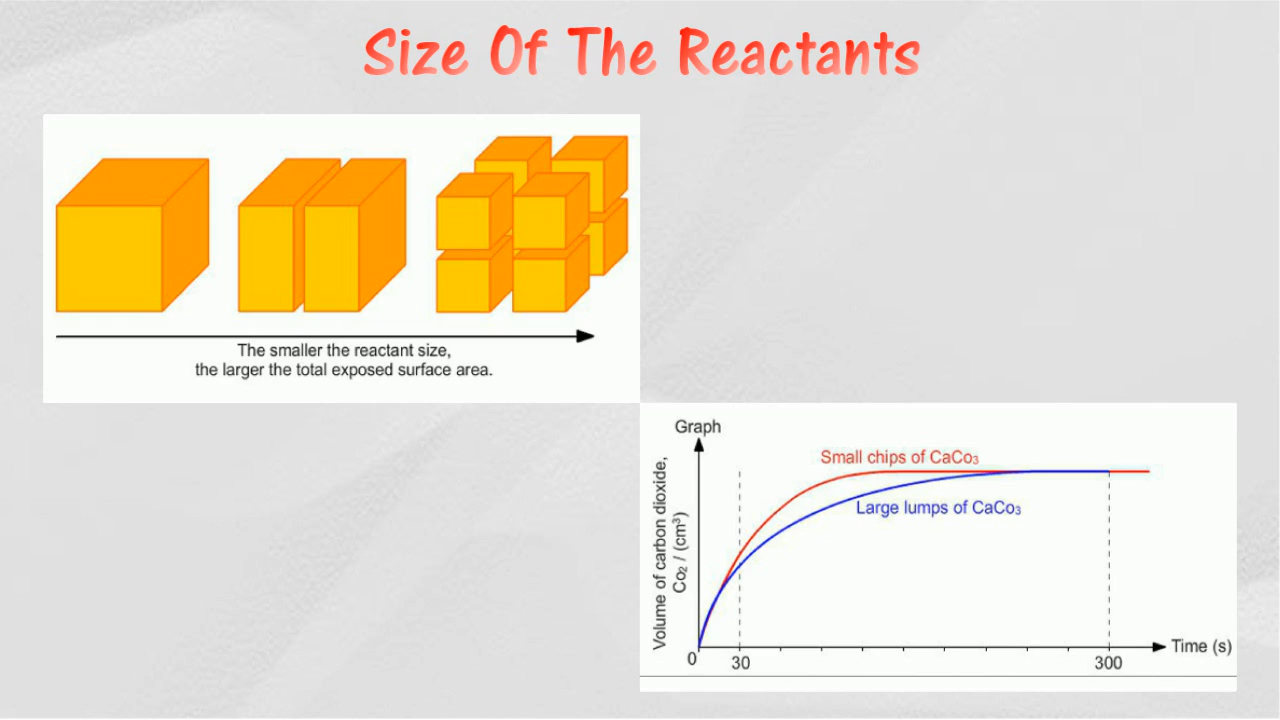 Size Of The Reactants
The smaller the reactant size,
the larger the total exposed surface area.
Graph
Volume of carbon dioxide,
Co₂ / (cm³)
Small chips of CaCo₃
Large lumps of CaCo₃
0
30
300
Time (s)